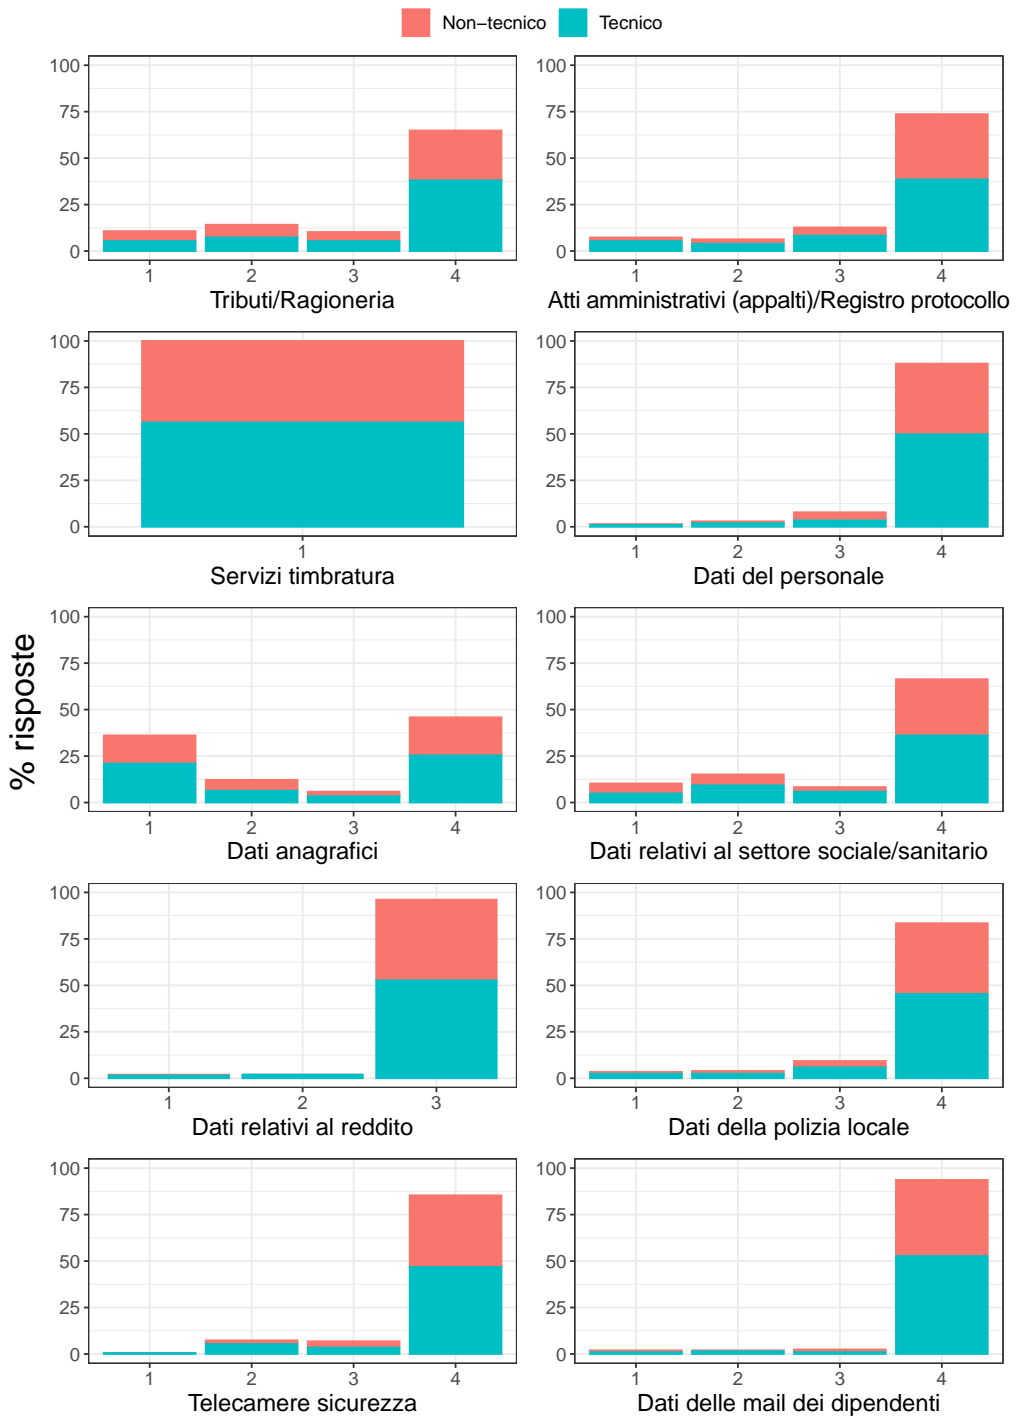 Non−tecnico Tecnico
100 75 50 25 0
1 2 3 4
Tributi/Ragioneria
100 75 50 25 0
1 2 3 4
Atti amministrativi (appalti)/Registro protocollo
100 75 50 25 0
1
Servizi timbratura
100 75 50 25 0
1 2 3 4
Dati del personale
% risposte
100 75 50 25 0
1 2 3 4
Dati anagrafici
100 75 50 25 0
1 2 3 4
Dati relativi al settore sociale/sanitario
100 75 50 25 0
1 2 3
Dati relativi al reddito
100 75 50 25 0
1 2 3 4
Dati della polizia locale
100 75 50 25 0
1 2 3 4
Telecamere sicurezza
100 75 50 25 0
1 2 3 4
Dati delle mail dei dipendenti